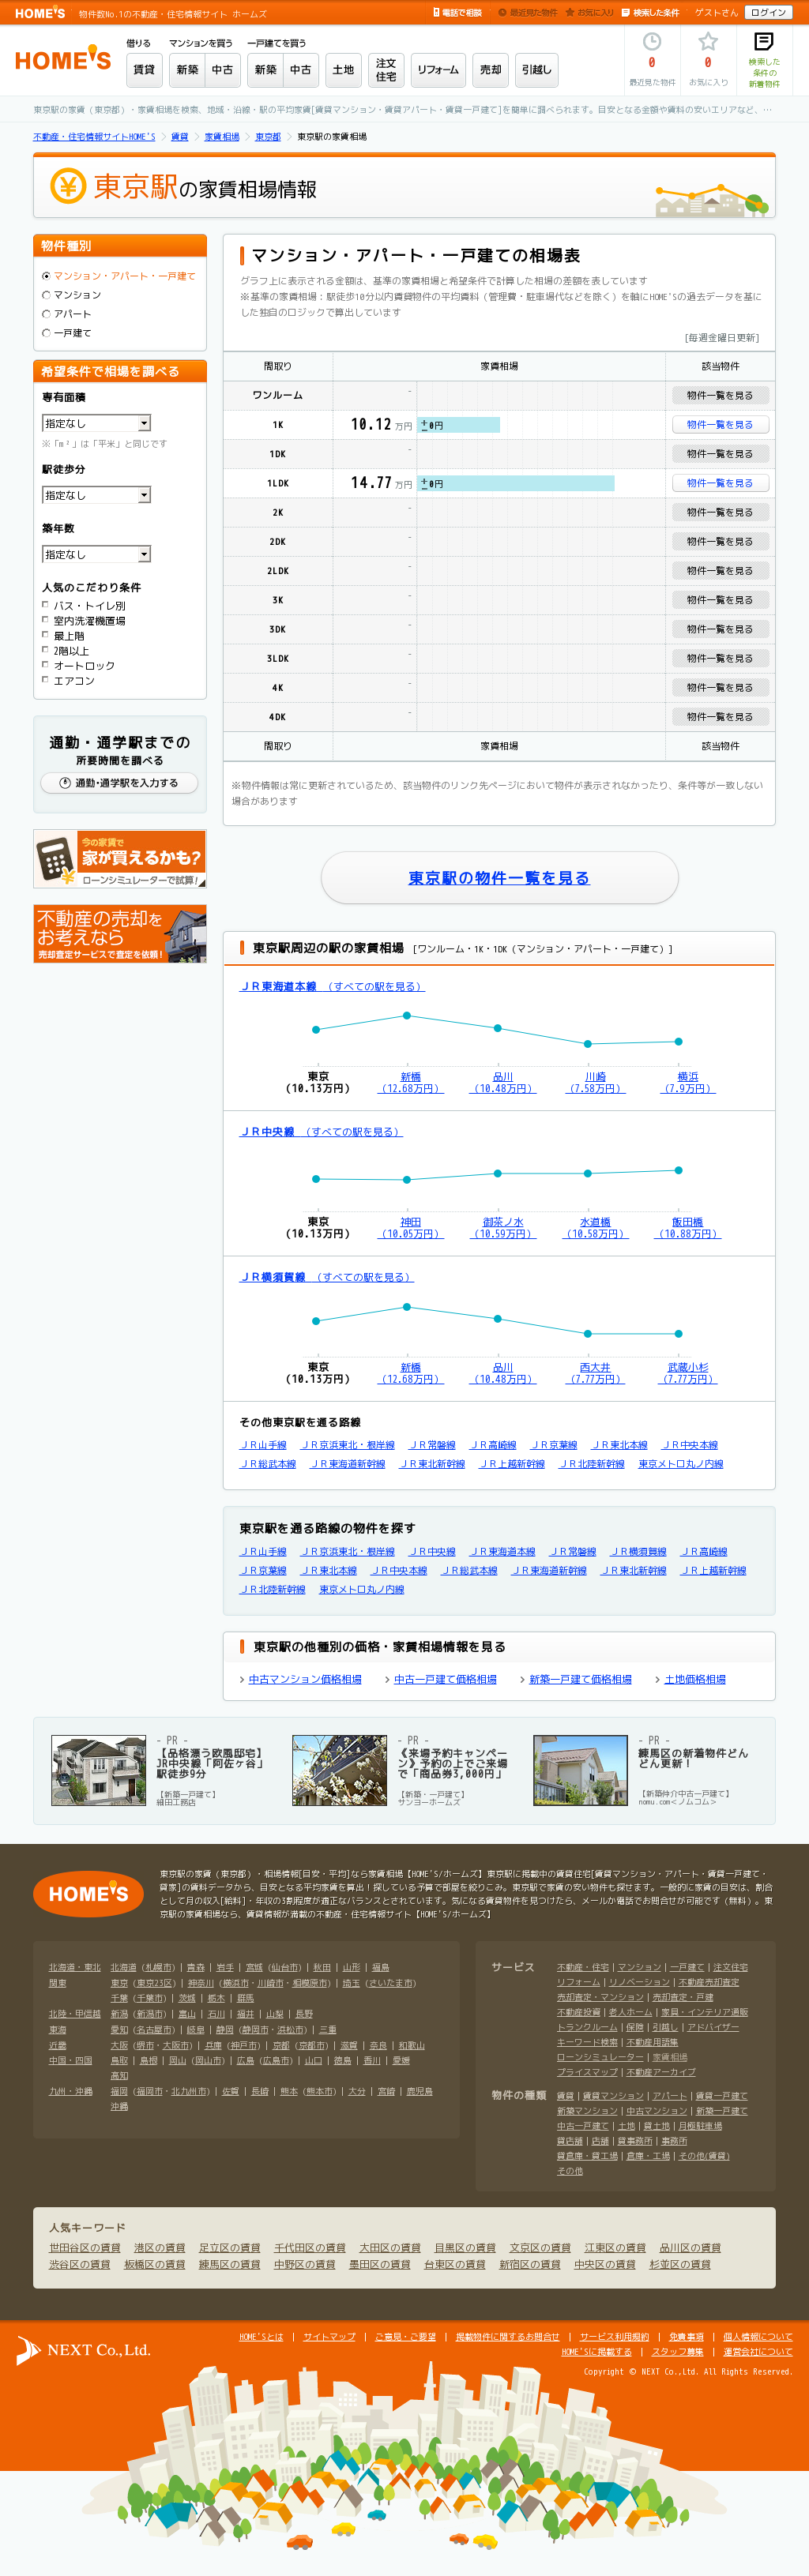 HOME'S 物件数No.1の不動産・住宅情報サイト ホームズ
電話で相談 最近見た物件 お気に入り 検索した条件 ゲストさん ログイン
HOME'S
借りる マンションを買う 一戸建てを買う
賃貸 新築 中古 新築 中古 土地 注文住宅 リフォーム 売却 引越し
0 最近見た物件
0 お気に入り
検索した条件の新着物件
東京駅の家賃（東京都）・家賃相場を検索、地域・沿線・駅の平均家賃[賃貸マンション・賃貸アパート・賃貸一戸建て]を簡単に調べられます。目安となる金額や賃料の安いエリアなど、…
不動産・住宅情報サイトHOME'S > 賃貸 > 家賃相場 > 東京都 > 東京駅の家賃相場
東京駅の家賃相場情報
物件種別
マンション・アパート・一戸建て
マンション
アパート
一戸建て
希望条件で相場を調べる
専有面積
指定なし
※「m²」は「平米」と同じです
駅徒歩分
指定なし
築年数
指定なし
人気のこだわり条件
バス・トイレ別
室内洗濯機置場
最上階
2階以上
オートロック
エアコン
通勤・通学駅までの
所要時間を調べる
通勤・通学駅を入力する
今の家賃で
家が買えるかも?
ローンシミュレーターで試算!
不動産の売却を
お考えなら
売却査定サービスで査定を依頼!
マンション・アパート・一戸建ての相場表
グラフ上に表示される金額は、基準の家賃相場と希望条件で計算した相場の差額を表しています
※基準の家賃相場：駅徒歩10分以内賃貸物件の平均賃料（管理費・駐車場代などを除く）を軸にHOME'Sの過去データを基にした独自のロジックで算出しています
[毎週金曜日更新]
間取り 家賃相場 該当物件
ワンルーム - 物件一覧を見る
1K 10.12万円 ±0円 物件一覧を見る
1DK - 物件一覧を見る
1LDK 14.77万円 ±0円 物件一覧を見る
2K - 物件一覧を見る
2DK - 物件一覧を見る
2LDK - 物件一覧を見る
3K - 物件一覧を見る
3DK - 物件一覧を見る
3LDK - 物件一覧を見る
4K - 物件一覧を見る
4DK - 物件一覧を見る
間取り 家賃相場 該当物件
※物件情報は常に更新されているため、該当物件のリンク先ページにおいて物件が表示されなかったり、条件等が一致しない場合があります
東京駅の物件一覧を見る
東京駅周辺の駅の家賃相場 [ワンルーム・1K・1DK（マンション・アパート・一戸建て）]
ＪＲ東海道本線 （すべての駅を見る）
東京 新橋 品川 川崎 横浜
（10.13万円） （12.68万円） （10.48万円） （7.58万円） （7.9万円）
ＪＲ中央線 （すべての駅を見る）
東京 神田 御茶ノ水 水道橋 飯田橋
（10.13万円） （10.05万円） （10.59万円） （10.58万円） （10.88万円）
ＪＲ横須賀線 （すべての駅を見る）
東京 新橋 品川 西大井 武蔵小杉
（10.13万円） （12.68万円） （10.48万円） （7.77万円） （7.77万円）
その他東京駅を通る路線
ＪＲ山手線 ＪＲ京浜東北・根岸線 ＪＲ常磐線 ＪＲ高崎線 ＪＲ京葉線 ＪＲ東北本線 ＪＲ中央本線
ＪＲ総武本線 ＪＲ東海道新幹線 ＪＲ東北新幹線 ＪＲ上越新幹線 ＪＲ北陸新幹線 東京メトロ丸ノ内線
東京駅を通る路線の物件を探す
ＪＲ山手線 ＪＲ京浜東北・根岸線 ＪＲ中央線 ＪＲ東海道本線 ＪＲ常磐線 ＪＲ横須賀線 ＪＲ高崎線
ＪＲ京葉線 ＪＲ東北本線 ＪＲ中央本線 ＪＲ総武本線 ＪＲ東海道新幹線 ＪＲ東北新幹線 ＪＲ上越新幹線
ＪＲ北陸新幹線 東京メトロ丸ノ内線
東京駅の他種別の価格・家賃相場情報を見る
中古マンション価格相場 中古一戸建て価格相場 新築一戸建て価格相場 土地価格相場
- PR -
【品格漂う欧風邸宅】JR中央線「阿佐ヶ谷」駅徒歩9分
【新築一戸建て】
細田工務店
- PR -
《来場予約キャンペーン》予約の上でご来場で「商品券3,000円」
【新築・一戸建て】
サンヨーホームズ
- PR -
練馬区の新着物件どんどん更新！
【新築仲介中古一戸建て】
nomu.com＜ノムコム＞
HOME'S
東京駅の家賃（東京都）・相場情報[目安・平均]なら家賃相場【HOME'S/ホームズ】東京駅に掲載中の賃貸住宅[賃貸マンション・アパート・賃貸一戸建て・貸家]の賃料データから、目安となる平均家賃を算出！探している予算で部屋を絞りこみ。東京駅で家賃の安い物件も探せます。一般的に家賃の目安は、割合として月の収入[給料]・年収の3割程度が適正なバランスとされています。気になる賃貸物件を見つけたら、メールか電話でお問合せが可能です（無料）。東京駅の家賃相場なら、賃貸情報が満載の不動産・住宅情報サイト【HOME'S/ホームズ】
北海道・東北 北海道（札幌市）| 青森 | 岩手 | 宮城（仙台市）| 秋田 | 山形 | 福島
関東 東京（東京23区）| 神奈川（横浜市・川崎市・相模原市）| 埼玉（さいたま市）
千葉（千葉市）| 茨城 | 栃木 | 群馬
北陸・甲信越 新潟（新潟市）| 富山 | 石川 | 福井 | 山梨 | 長野
東海 愛知（名古屋市）| 岐阜 | 静岡（静岡市・浜松市）| 三重
近畿 大阪（堺市・大阪市）| 兵庫（神戸市）| 京都（京都市）| 滋賀 | 奈良 | 和歌山
中国・四国 鳥取 | 島根 | 岡山（岡山市）| 広島（広島市）| 山口 | 徳島 | 香川 | 愛媛
高知
九州・沖縄 福岡（福岡市・北九州市）| 佐賀 | 長崎 | 熊本（熊本市）| 大分 | 宮崎 | 鹿児島
沖縄
サービス 不動産・住宅 | マンション | 一戸建て | 注文住宅
リフォーム | リノベーション | 不動産売却査定
売却査定・マンション | 売却査定・戸建
不動産投資 | 老人ホーム | 家具・インテリア通販
トランクルーム | 保険 | 引越し | アドバイザー
キーワード検索 | 不動産用語集
ローンシミュレーター | 家賃相場
プライスマップ | 不動産アーカイブ
物件の種類 賃貸 | 賃貸マンション | アパート | 賃貸一戸建て
新築マンション | 中古マンション | 新築一戸建て
中古一戸建て | 土地 | 貸土地 | 月極駐車場
貸店舗 | 店舗 | 貸事務所 | 事務所
貸倉庫・貸工場 | 倉庫・工場 | その他(賃貸)
その他
人気キーワード
世田谷区の賃貸 港区の賃貸 足立区の賃貸 千代田区の賃貸 大田区の賃貸 目黒区の賃貸 文京区の賃貸 江東区の賃貸 品川区の賃貸
渋谷区の賃貸 板橋区の賃貸 練馬区の賃貸 中野区の賃貸 墨田区の賃貸 台東区の賃貸 新宿区の賃貸 中央区の賃貸 杉並区の賃貸
NEXT Co., Ltd.
HOME'Sとは | サイトマップ | ご意見・ご要望 | 掲載物件に関するお問合せ | サービス利用規約 | 免責事項 | 個人情報について
HOME'Sに掲載する | スタッフ募集 | 運営会社について
Copyright © NEXT Co.,Ltd. All Rights Reserved.